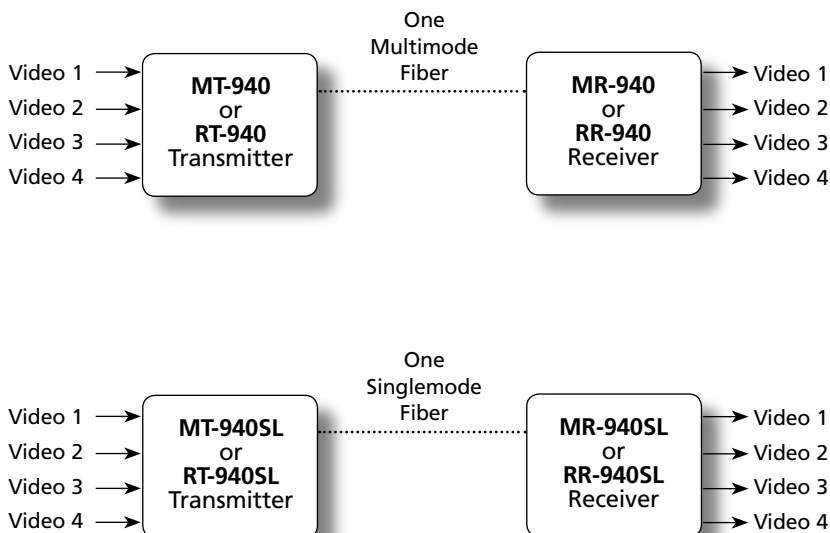 One
Multimode
Fiber
Video 1
Video 2
Video 3
Video 4
MT-940
or
RT-940
Transmitter
MR-940
or
RR-940
Receiver
Video 1
Video 2
Video 3
Video 4
One
Singlemode
Fiber
Video 1
Video 2
Video 3
Video 4
MT-940SL
or
RT-940SL
Transmitter
MR-940SL
or
RR-940SL
Receiver
Video 1
Video 2
Video 3
Video 4